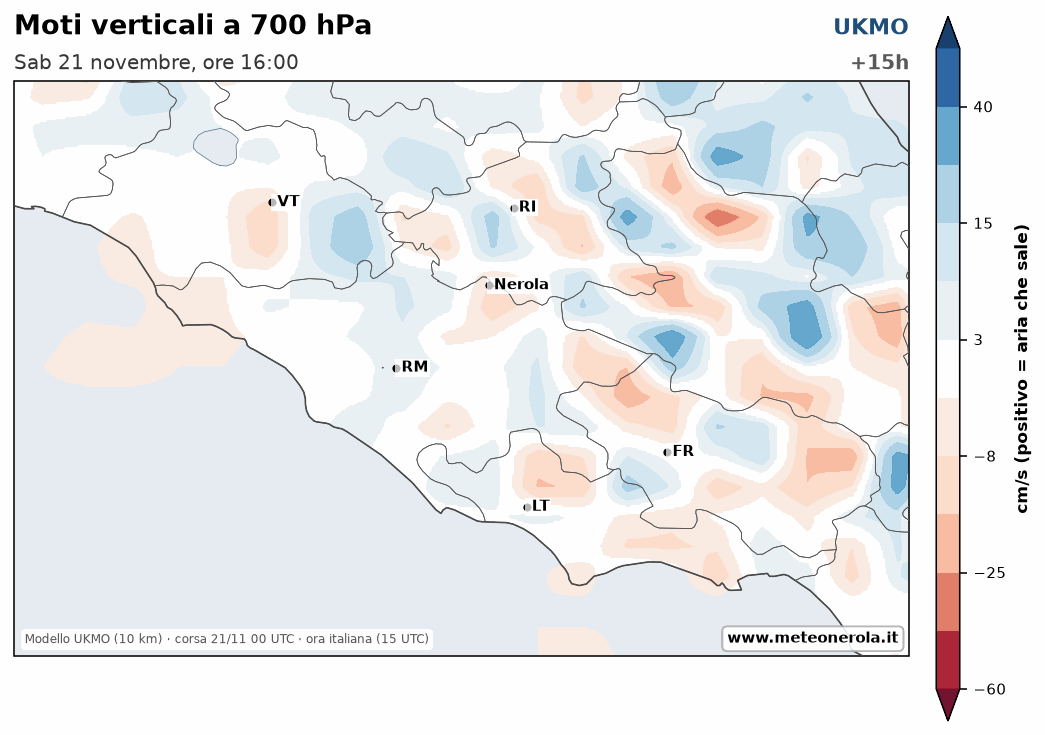 Moti verticali a 700 hPa
UKMO
Sab 21 novembre, ore 16:00
+15h
VT
RI
Nerola
RM
FR
LT
40
15
3
−8
−25
−60
cm/s (positivo = aria che sale)
Modello UKMO (10 km) · corsa 21/11 00 UTC · ora italiana (15 UTC)
www.meteonerola.it